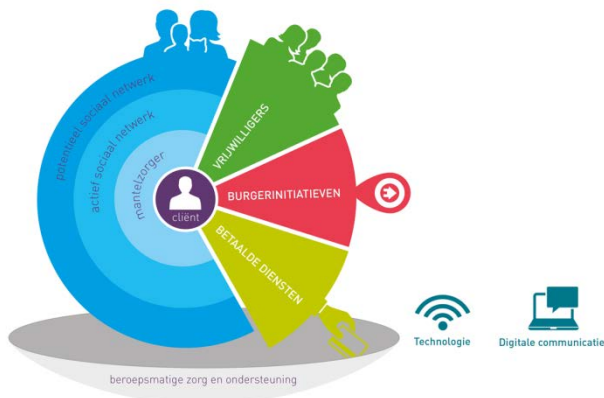 potentieel sociaal netwerk
actief sociaal netwerk
mantelzorger
cliënt
VRIJWILLIGERS
BURGERINITIATIEVEN
BETAALDE DIENSTEN
Technologie
Digitale communicatie
beroepsmatige zorg en ondersteuning